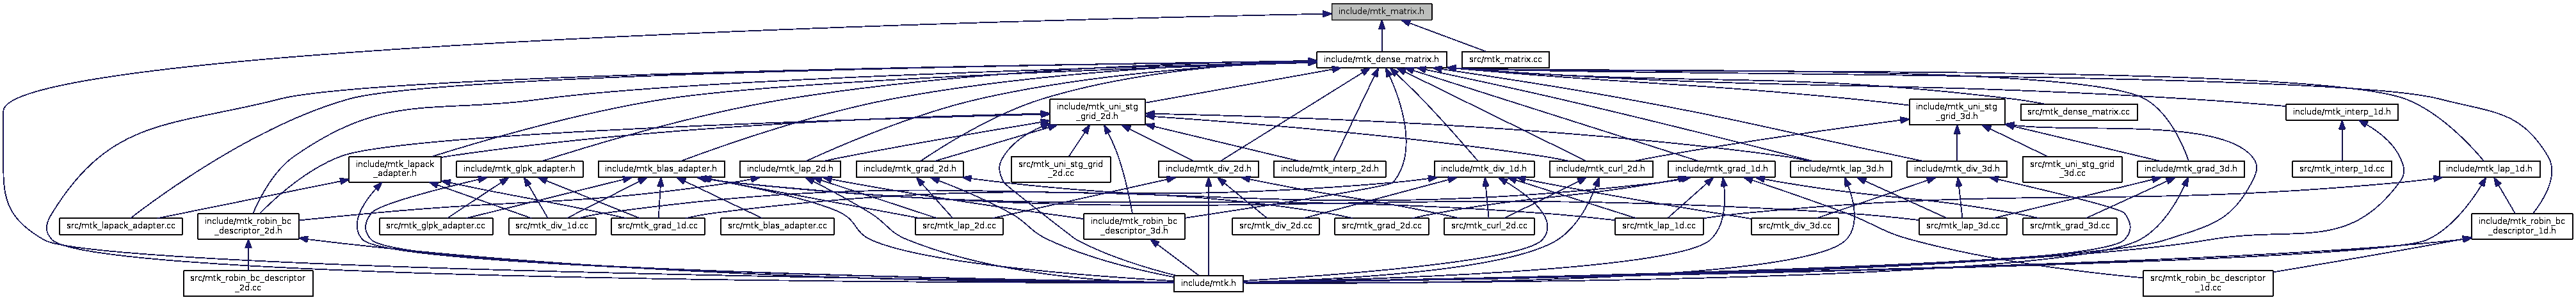 include/mtk_matrix.h
include/mtk_dense_matrix.h
src/mtk_matrix.cc
include/mtk_uni_stg
_grid_2d.h
include/mtk_uni_stg
_grid_3d.h
src/mtk_dense_matrix.cc
include/mtk_interp_1d.h
include/mtk_lapack
_adapter.h
include/mtk_glpk_adapter.h
include/mtk_blas_adapter.h
include/mtk_lap_2d.h
include/mtk_grad_2d.h
src/mtk_uni_stg_grid
_2d.cc
include/mtk_div_2d.h
include/mtk_interp_2d.h
include/mtk_div_1d.h
include/mtk_curl_2d.h
include/mtk_grad_1d.h
include/mtk_lap_3d.h
include/mtk_div_3d.h
src/mtk_uni_stg_grid
_3d.cc
include/mtk_grad_3d.h
src/mtk_interp_1d.cc
include/mtk_lap_1d.h
src/mtk_lapack_adapter.cc
include/mtk_robin_bc
_descriptor_2d.h
src/mtk_glpk_adapter.cc
src/mtk_div_1d.cc
src/mtk_grad_1d.cc
src/mtk_blas_adapter.cc
src/mtk_lap_2d.cc
include/mtk_robin_bc
_descriptor_3d.h
src/mtk_div_2d.cc
src/mtk_grad_2d.cc
src/mtk_curl_2d.cc
src/mtk_lap_1d.cc
src/mtk_div_3d.cc
src/mtk_lap_3d.cc
src/mtk_grad_3d.cc
include/mtk_robin_bc
_descriptor_1d.h
src/mtk_robin_bc_descriptor
_2d.cc
include/mtk.h
src/mtk_robin_bc_descriptor
_1d.cc